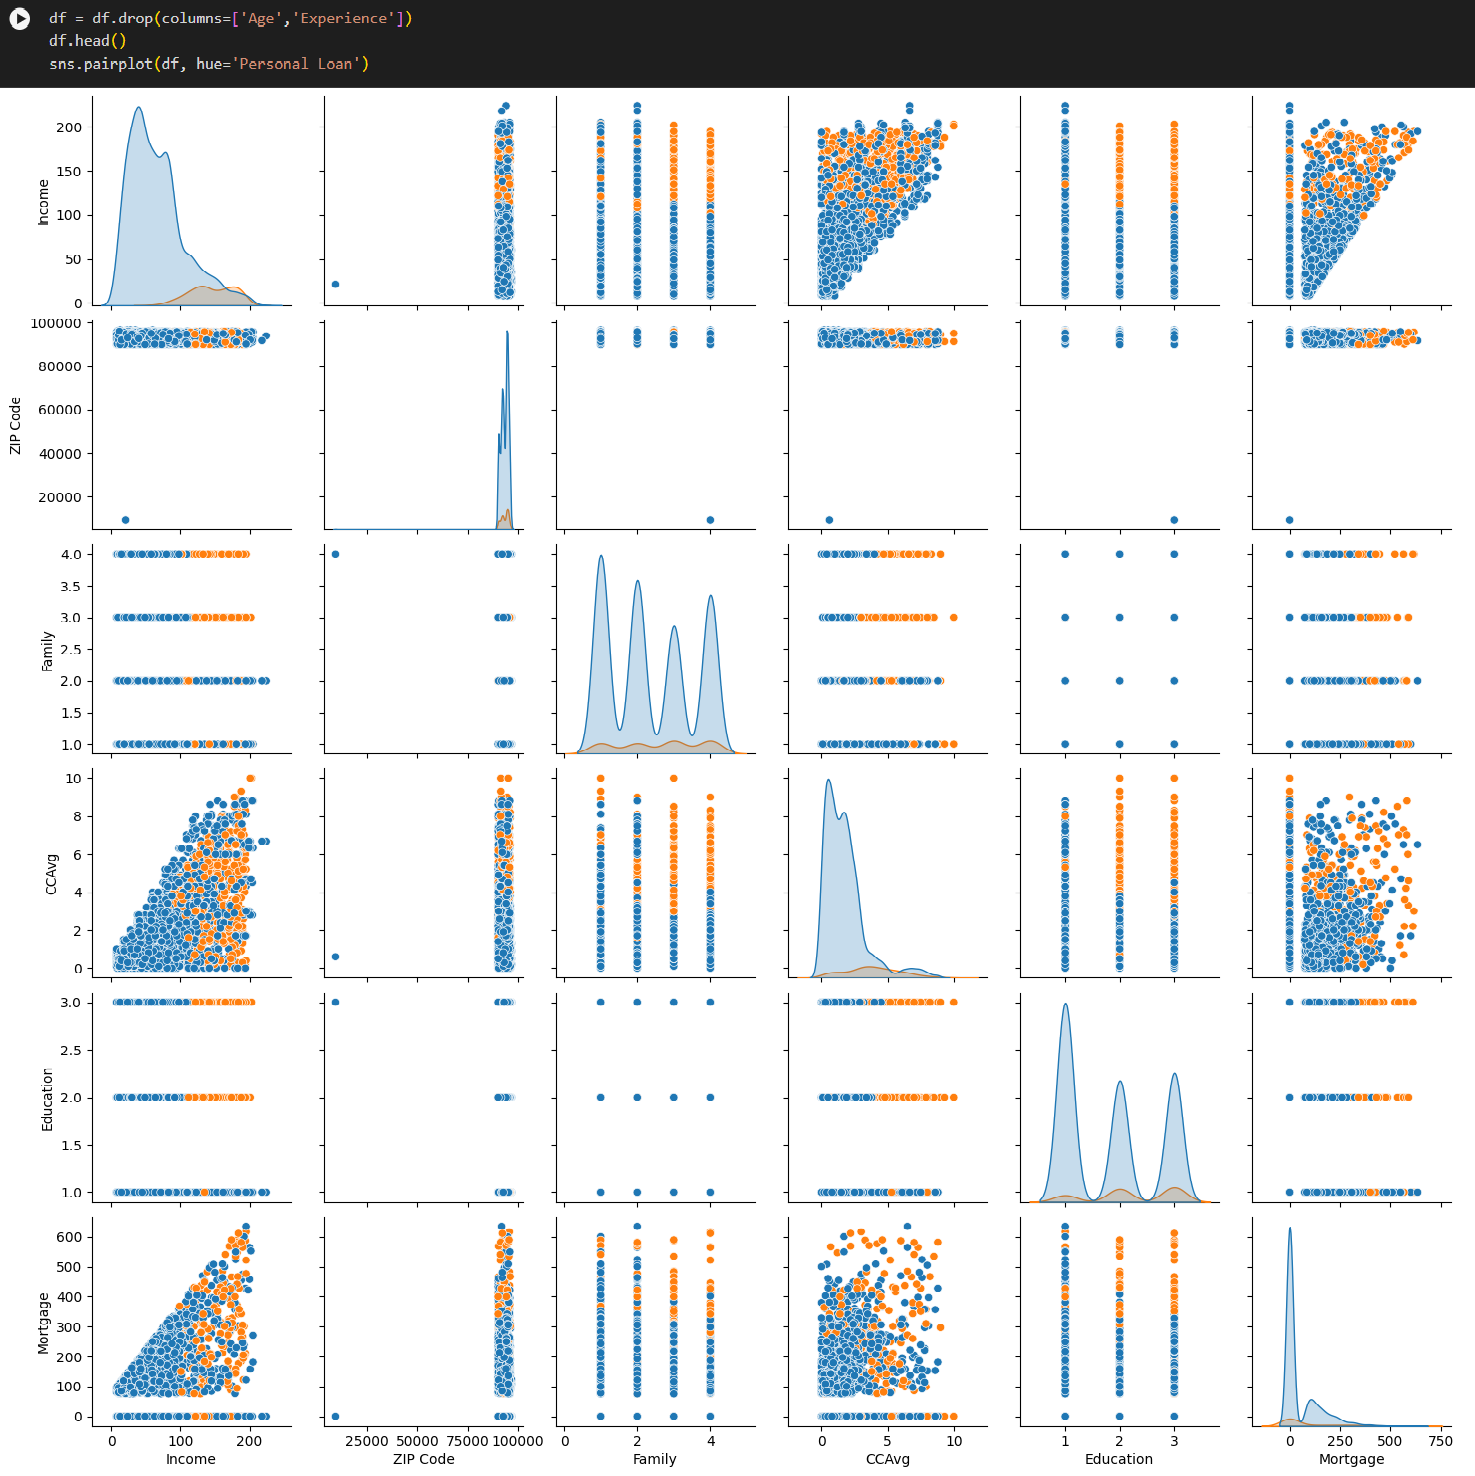 df = df.drop(columns=['Age','Experience'])
df.head()
sns.pairplot(df, hue='Personal Loan')
200
150
100
50
0
Income
100000
80000
60000
40000
20000
ZIP Code
4.0
3.5
3.0
2.5
2.0
1.5
1.0
Family
10
8
6
4
2
0
CCAvg
3.0
2.5
2.0
1.5
1.0
Education
600
500
400
300
200
100
0
Mortgage
0 100 200
Income
25000 50000 75000 100000
ZIP Code
0 2 4
Family
0 5 10
CCAvg
1 2 3
Education
0 250 500 750
Mortgage